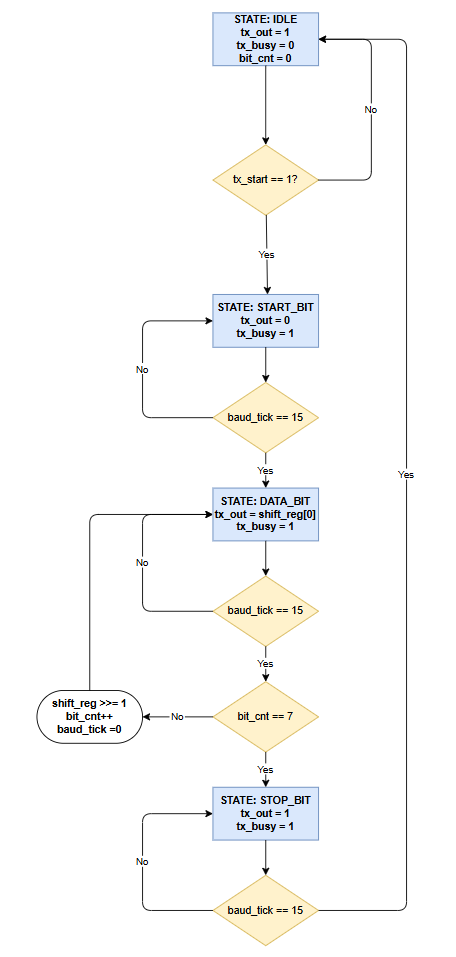 STATE: IDLE
tx_out = 1
tx_busy = 0
bit_cnt = 0
No
tx_start == 1?
Yes
STATE: START_BIT
tx_out = 0
tx_busy = 1
No
baud_tick == 15
Yes
Yes
STATE: DATA_BIT
tx_out = shift_reg[0]
tx_busy = 1
No
baud_tick == 15
Yes
shift_reg >>= 1
bit_cnt++
baud_tick =0
No
bit_cnt == 7
Yes
STATE: STOP_BIT
tx_out = 1
tx_busy = 1
No
baud_tick == 15